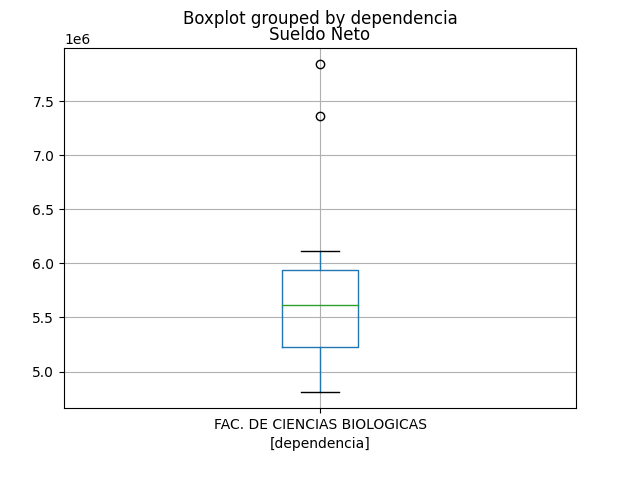 Boxplot grouped by dependencia
Sueldo Neto
1e6
7.5
7.0
6.5
6.0
5.5
5.0
FAC. DE CIENCIAS BIOLOGICAS
[dependencia]